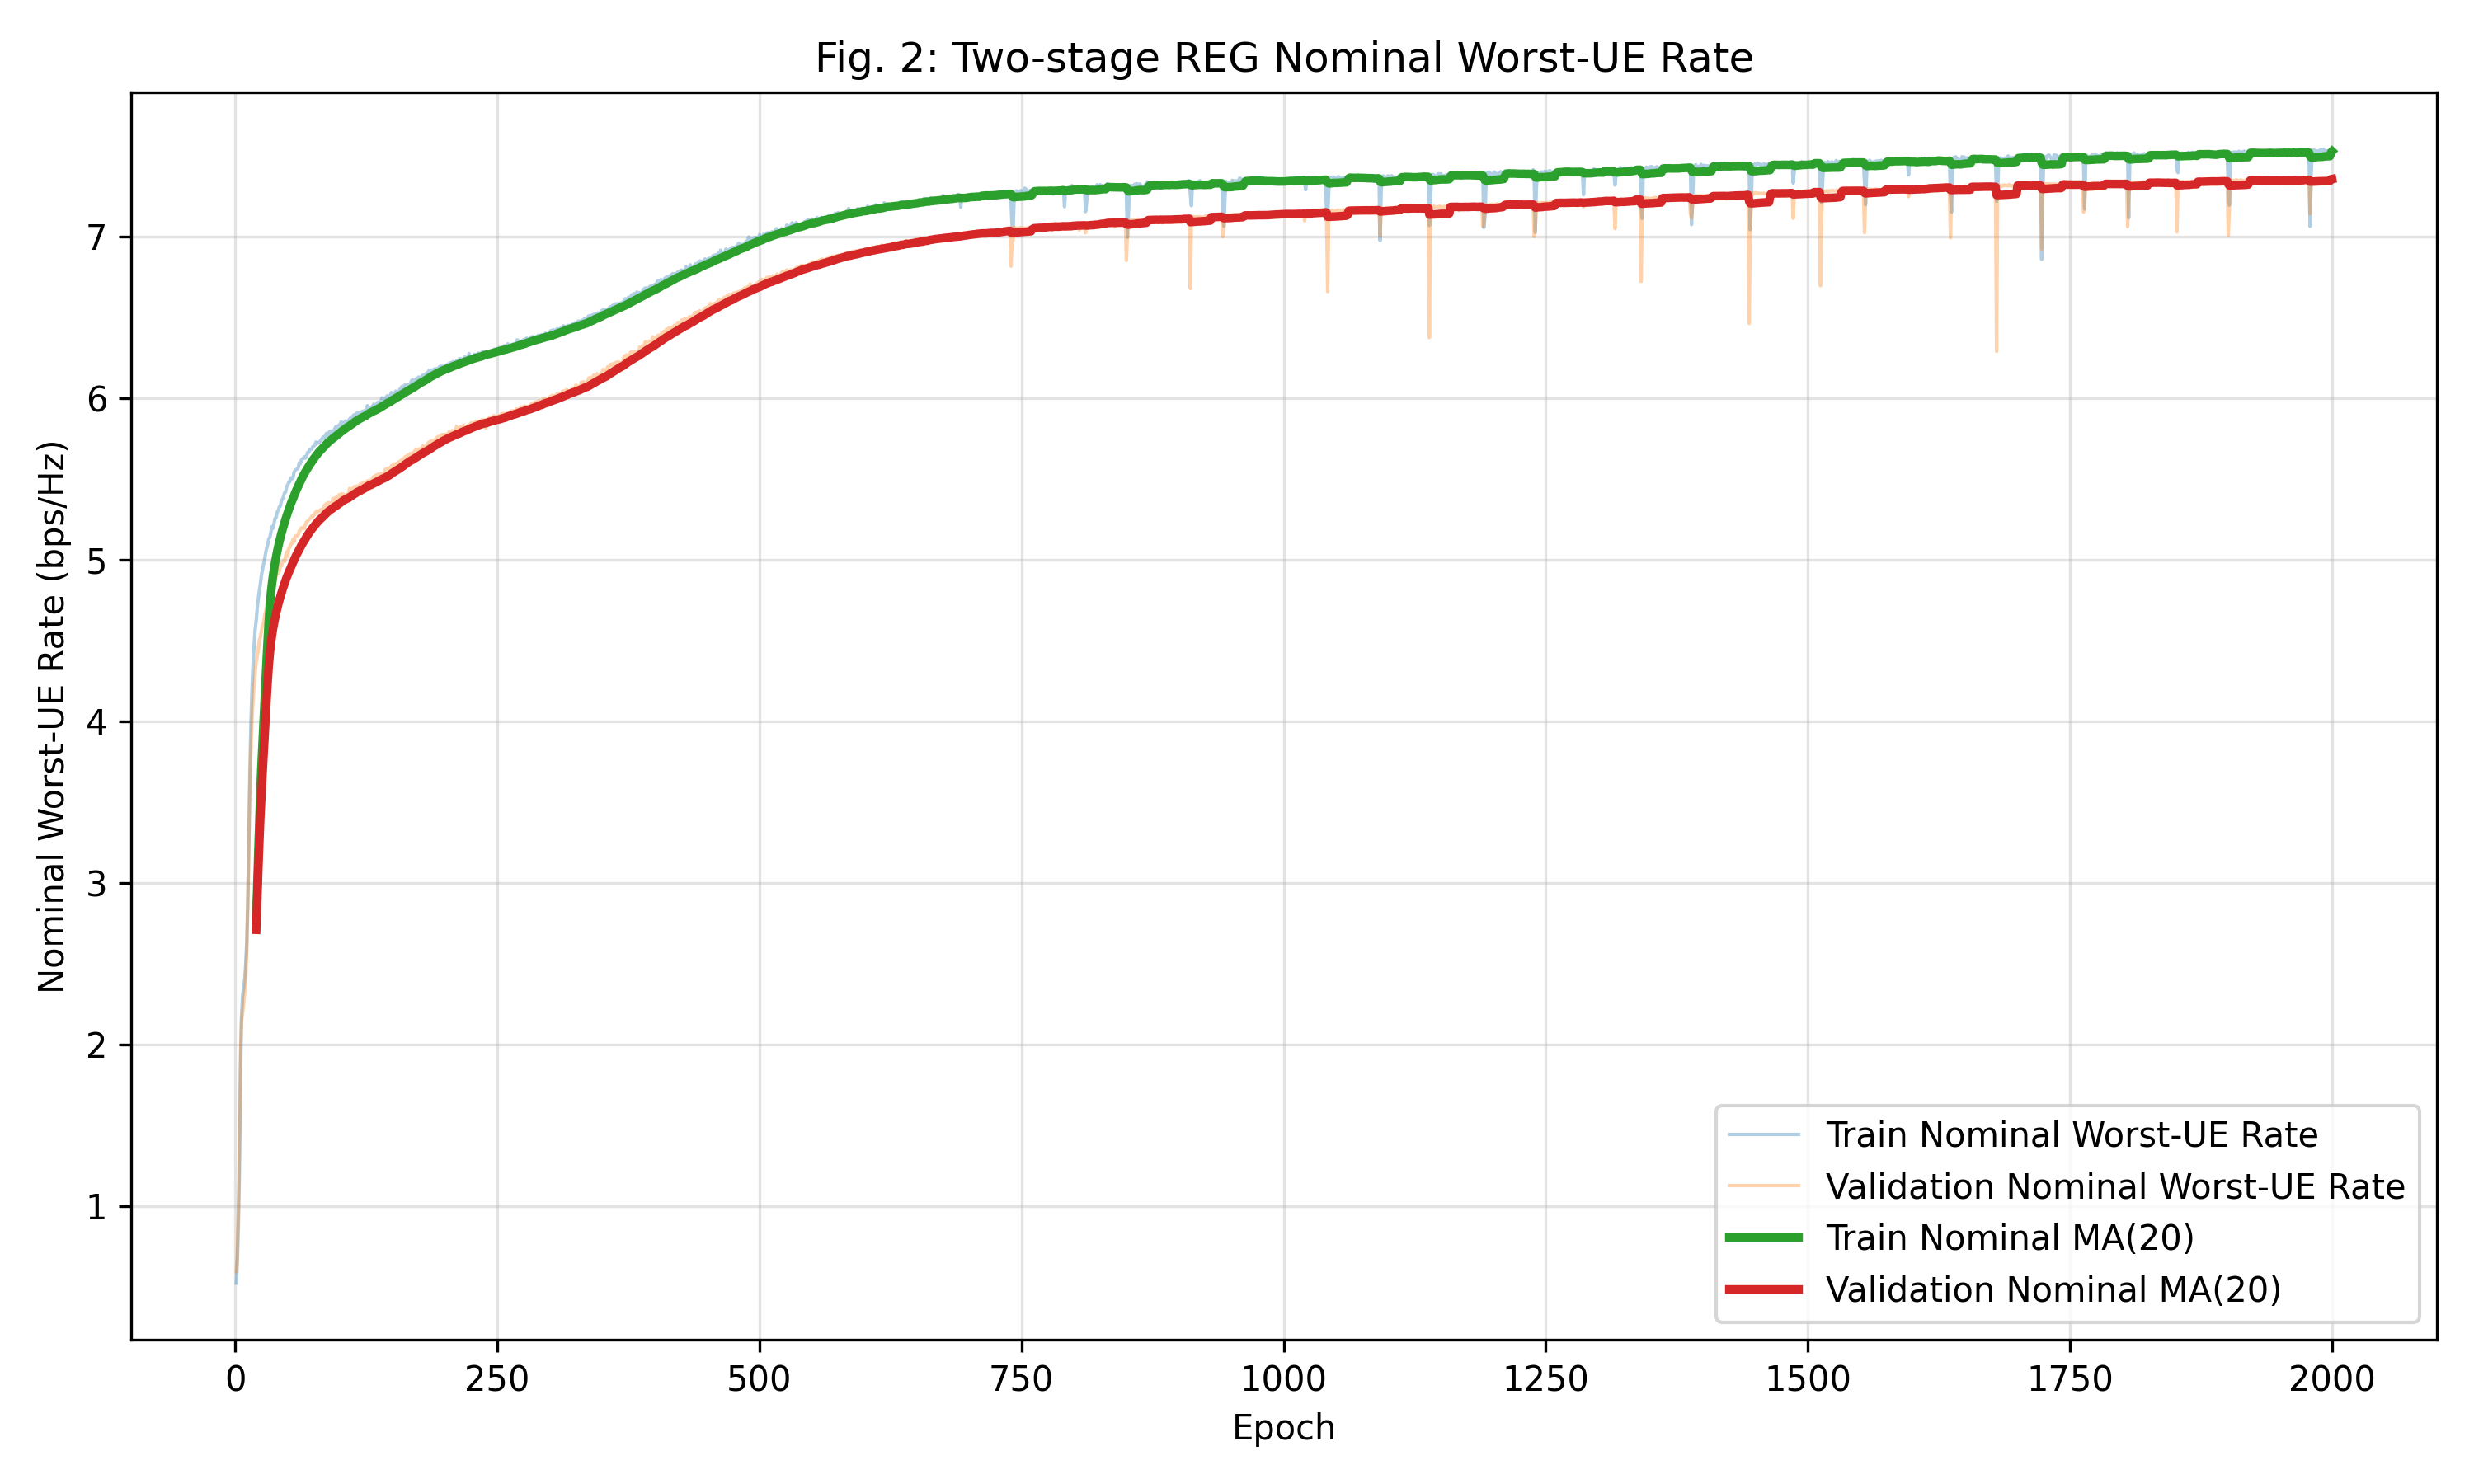 Fig. 2: Two-stage REG Nominal Worst-UE Rate
Nominal Worst-UE Rate (bps/Hz)
7
6
5
4
3
2
1
0 250 500 750 1000 1250 1500 1750 2000
Epoch
Train Nominal Worst-UE Rate
Validation Nominal Worst-UE Rate
Train Nominal MA(20)
Validation Nominal MA(20)